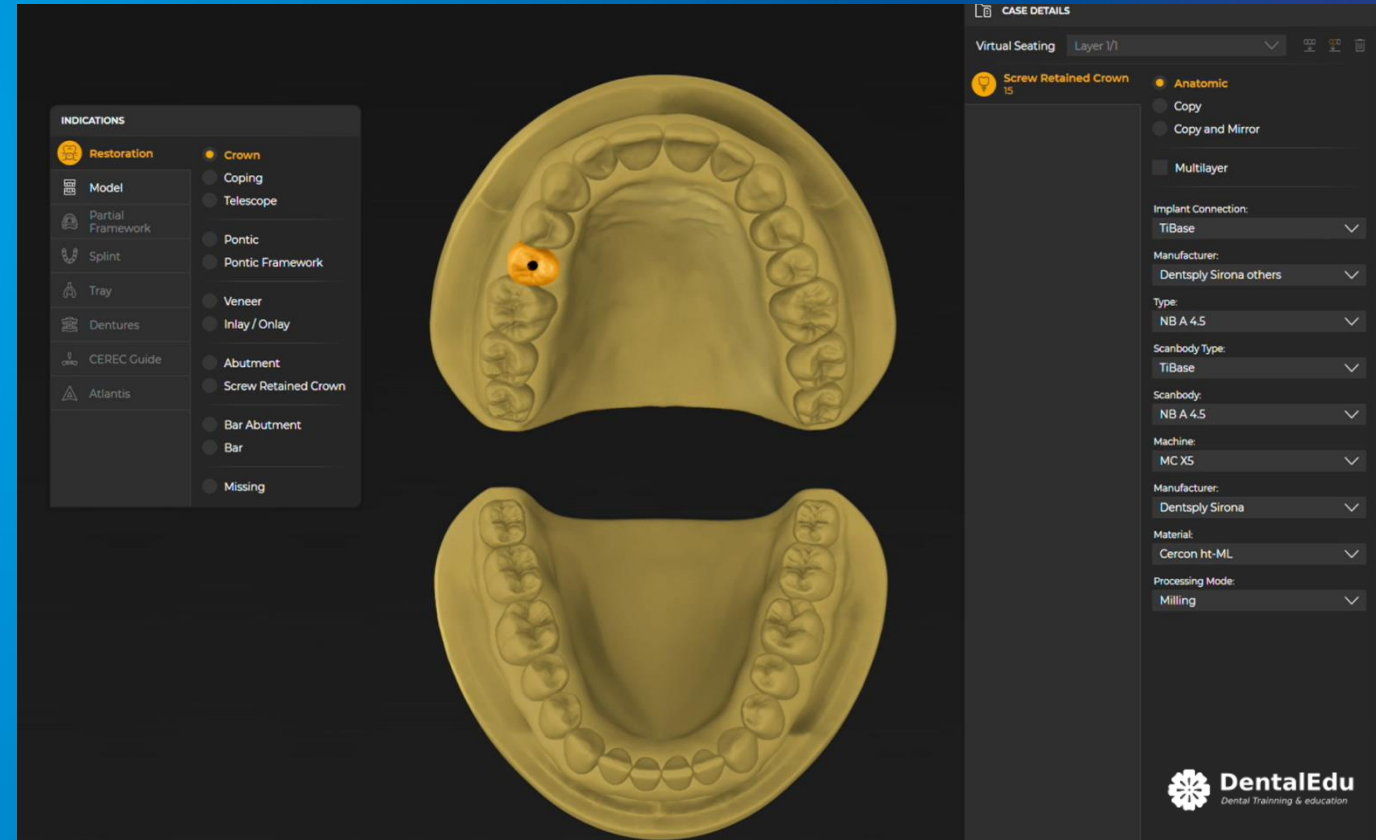 INDICATIONS
Restoration
Model
Partial
Framework
Splint
Tray
Dentures
CEREC Guide
Atlantis
Crown
Coping
Telescope
Pontic
Pontic Framework
Veneer
Inlay / Onlay
Abutment
Screw Retained Crown
Bar Abutment
Bar
Missing
CASE DETAILS
Virtual Seating Layer 1/1
Screw Retained Crown
15
Anatomic
Copy
Copy and Mirror
Multilayer
Implant Connection:
TiBase
Manufacturer:
Dentsply Sirona others
Type:
NB A 4.5
Scanbody Type:
TiBase
Scanbody:
NB A 4.5
Machine:
MC X5
Manufacturer:
Dentsply Sirona
Material:
Cercon ht-ML
Processing Mode:
Milling
DentalEdu
Dental Trainning & education